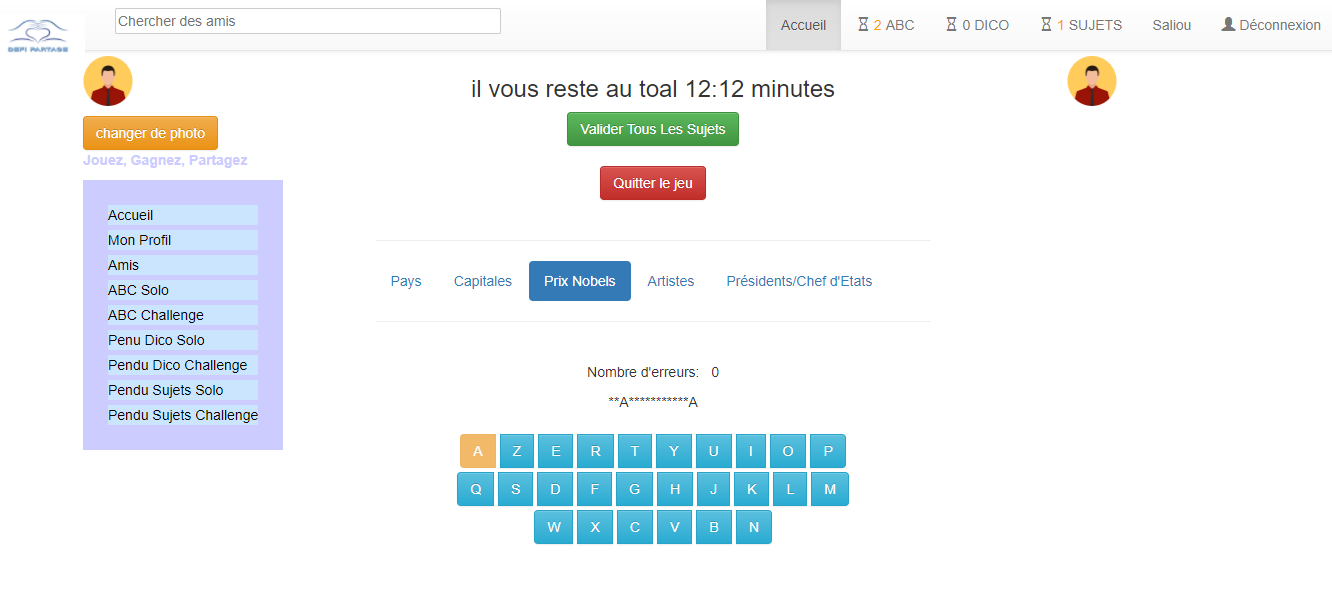 DEFI PARTAGE
Chercher des amis
Accueil 2 ABC 0 DICO 1 SUJETS Saliou Déconnexion
changer de photo
Jouez, Gagnez, Partagez
Accueil
Mon Profil
Amis
ABC Solo
ABC Challenge
Penu Dico Solo
Pendu Dico Challenge
Pendu Sujets Solo
Pendu Sujets Challenge
il vous reste au toal 12:12 minutes
Valider Tous Les Sujets
Quitter le jeu
Pays Capitales Prix Nobels Artistes Présidents/Chef d'Etats
Nombre d'erreurs: 0
**A***********A
A Z E R T Y U I O P
Q S D F G H J K L M
W X C V B N